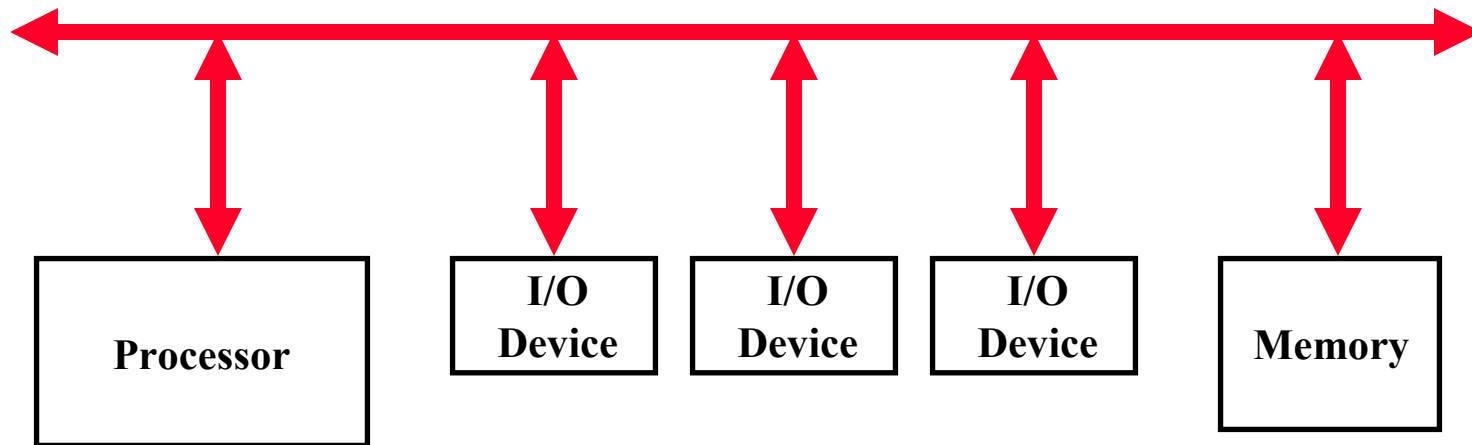 Processor
I/O
Device
I/O
Device
I/O
Device
Memory